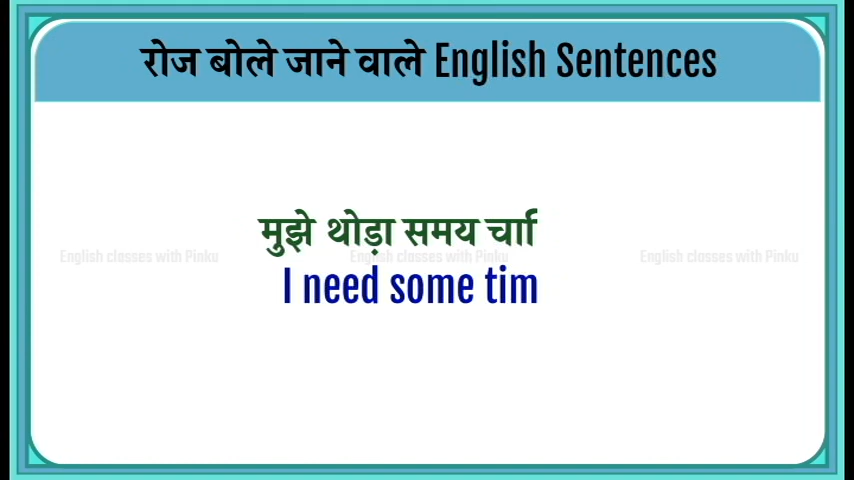 रोज बोले जाने वाले English Sentences
मुझे थोड़ा समय
I need some tim
English classes with Pinku English classes with Pinku English classes with Pinku